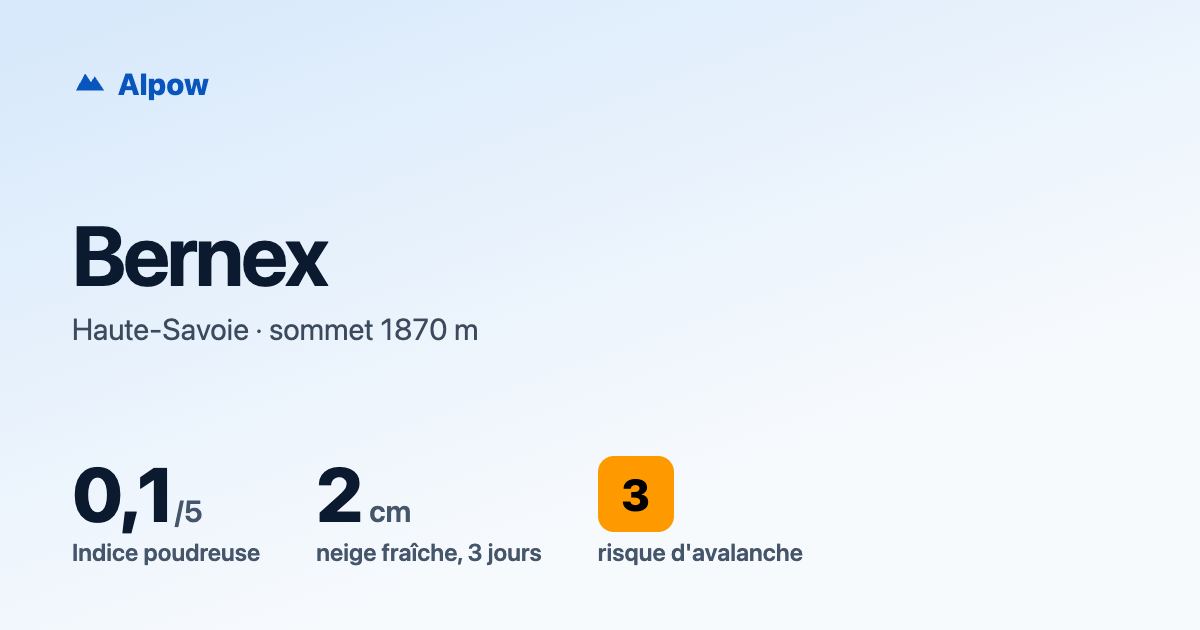 Alpow
Bernex
Haute-Savoie · sommet 1870 m
0,1/5
Indice poudreuse
2 cm
neige fraîche, 3 jours
3
risque d'avalanche